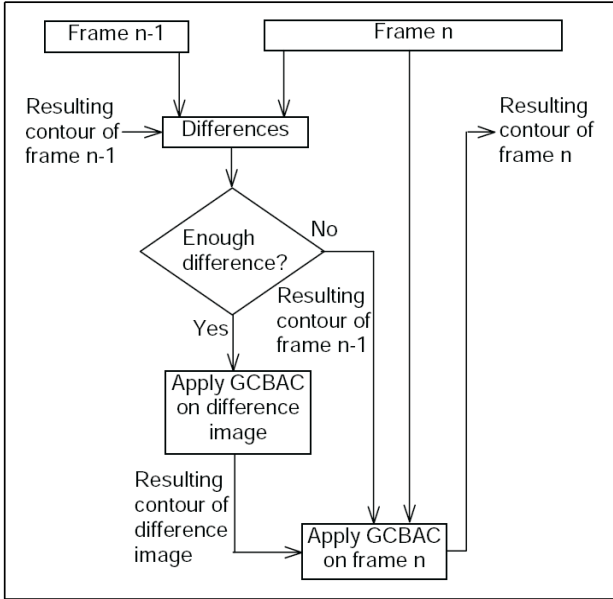 Frame n-1
Frame n
Resulting
contour of
frame n-1
Differences
Resulting
contour of
frame n
Enough
difference?
No
Yes
Resulting
contour of
frame n-1
Apply GCBAC
on difference
image
Resulting
contour of
difference
image
Apply GCBAC
on frame n